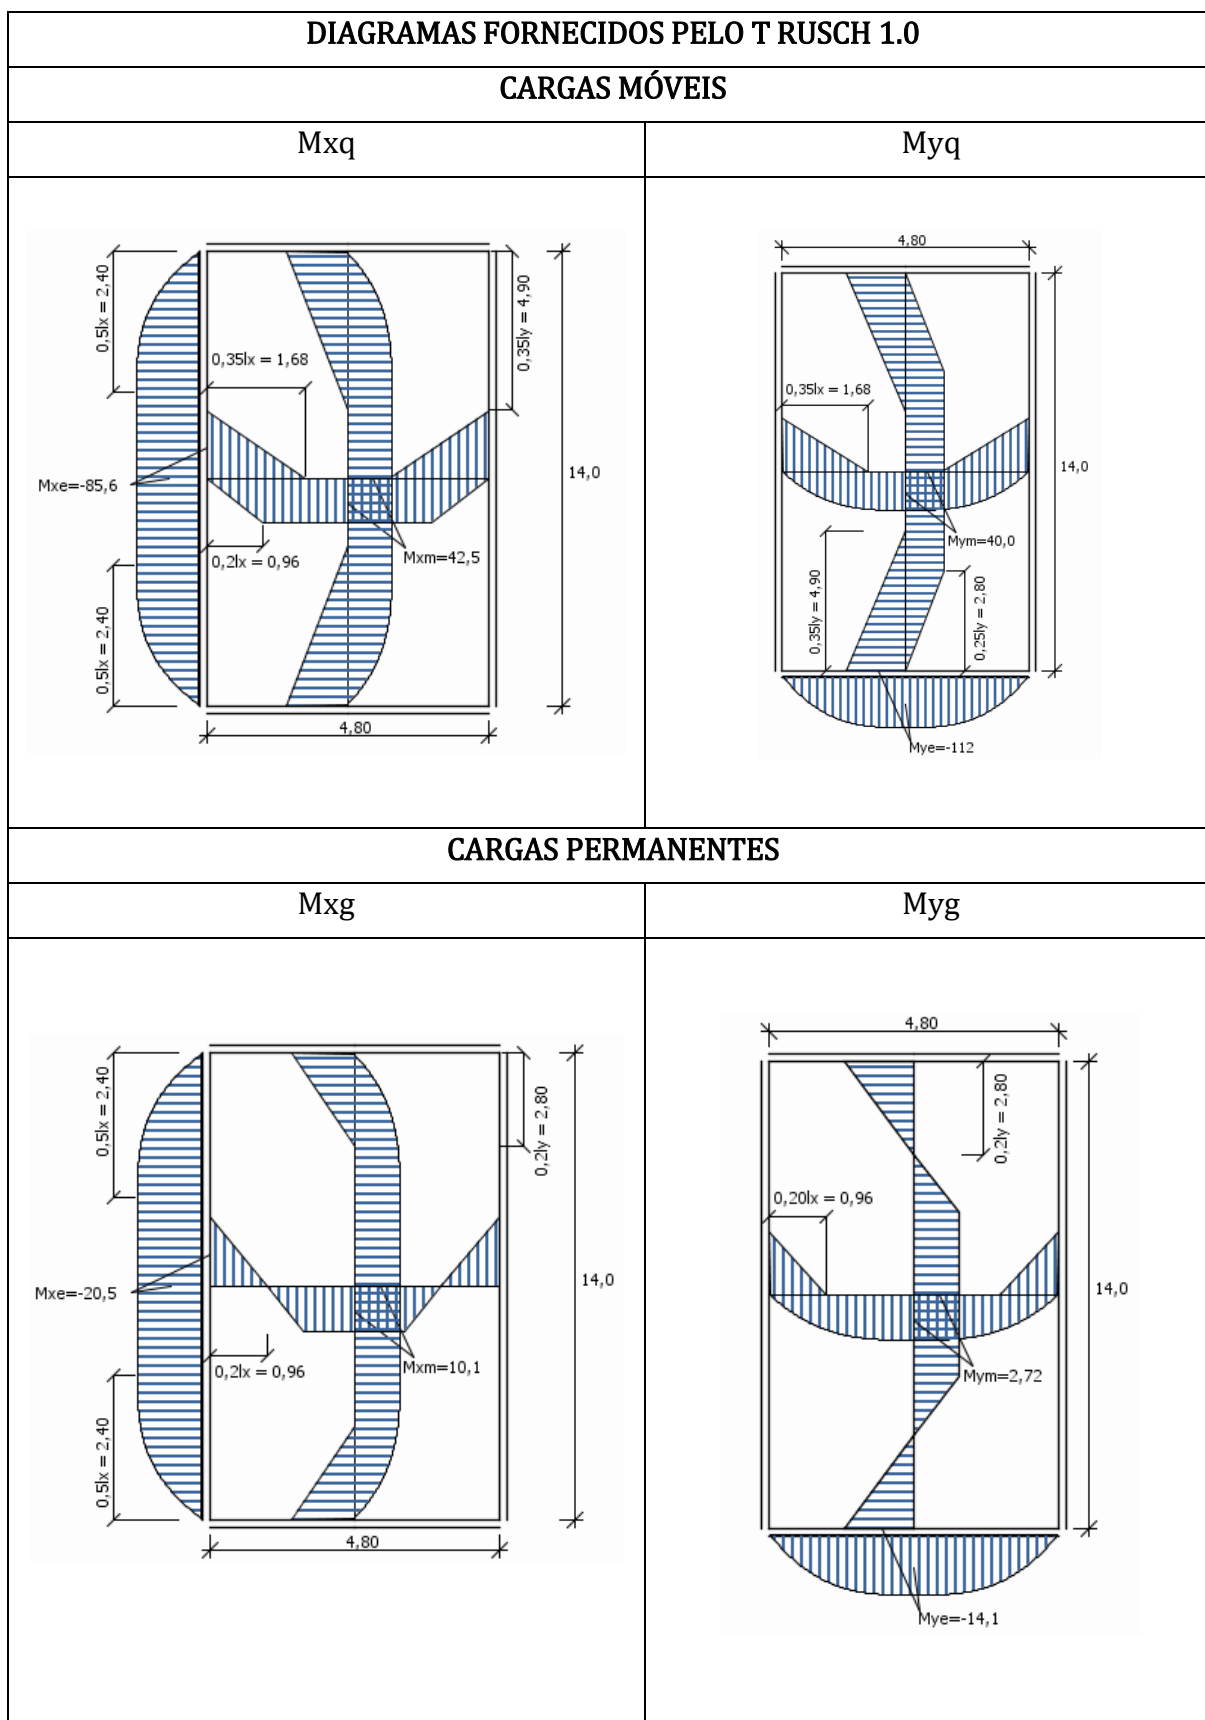 DIAGRAMAS FORNECIDOS PELO T RUSCH 1.0
CARGAS MÓVEIS
Mxq
Myq
0,5lx = 2,40
0,35lx = 1,68
0,35ly = 4,90
Mxe=-85,6
14,0
0,2lx = 0,96
Mxm=42,5
0,5lx = 2,40
4,80
4,80
0,35lx = 1,68
14,0
Mym=40,0
0,35ly = 4,90
0,25ly = 2,80
Mye=-112
CARGAS PERMANENTES
Mxg
Myg
0,5lx = 2,40
0,2ly = 2,80
Mxe=-20,5
14,0
0,2lx = 0,96
Mxm=10,1
0,5lx = 2,40
4,80
4,80
0,2ly = 2,80
0,20lx = 0,96
14,0
Mym=2,72
Mye=-14,1